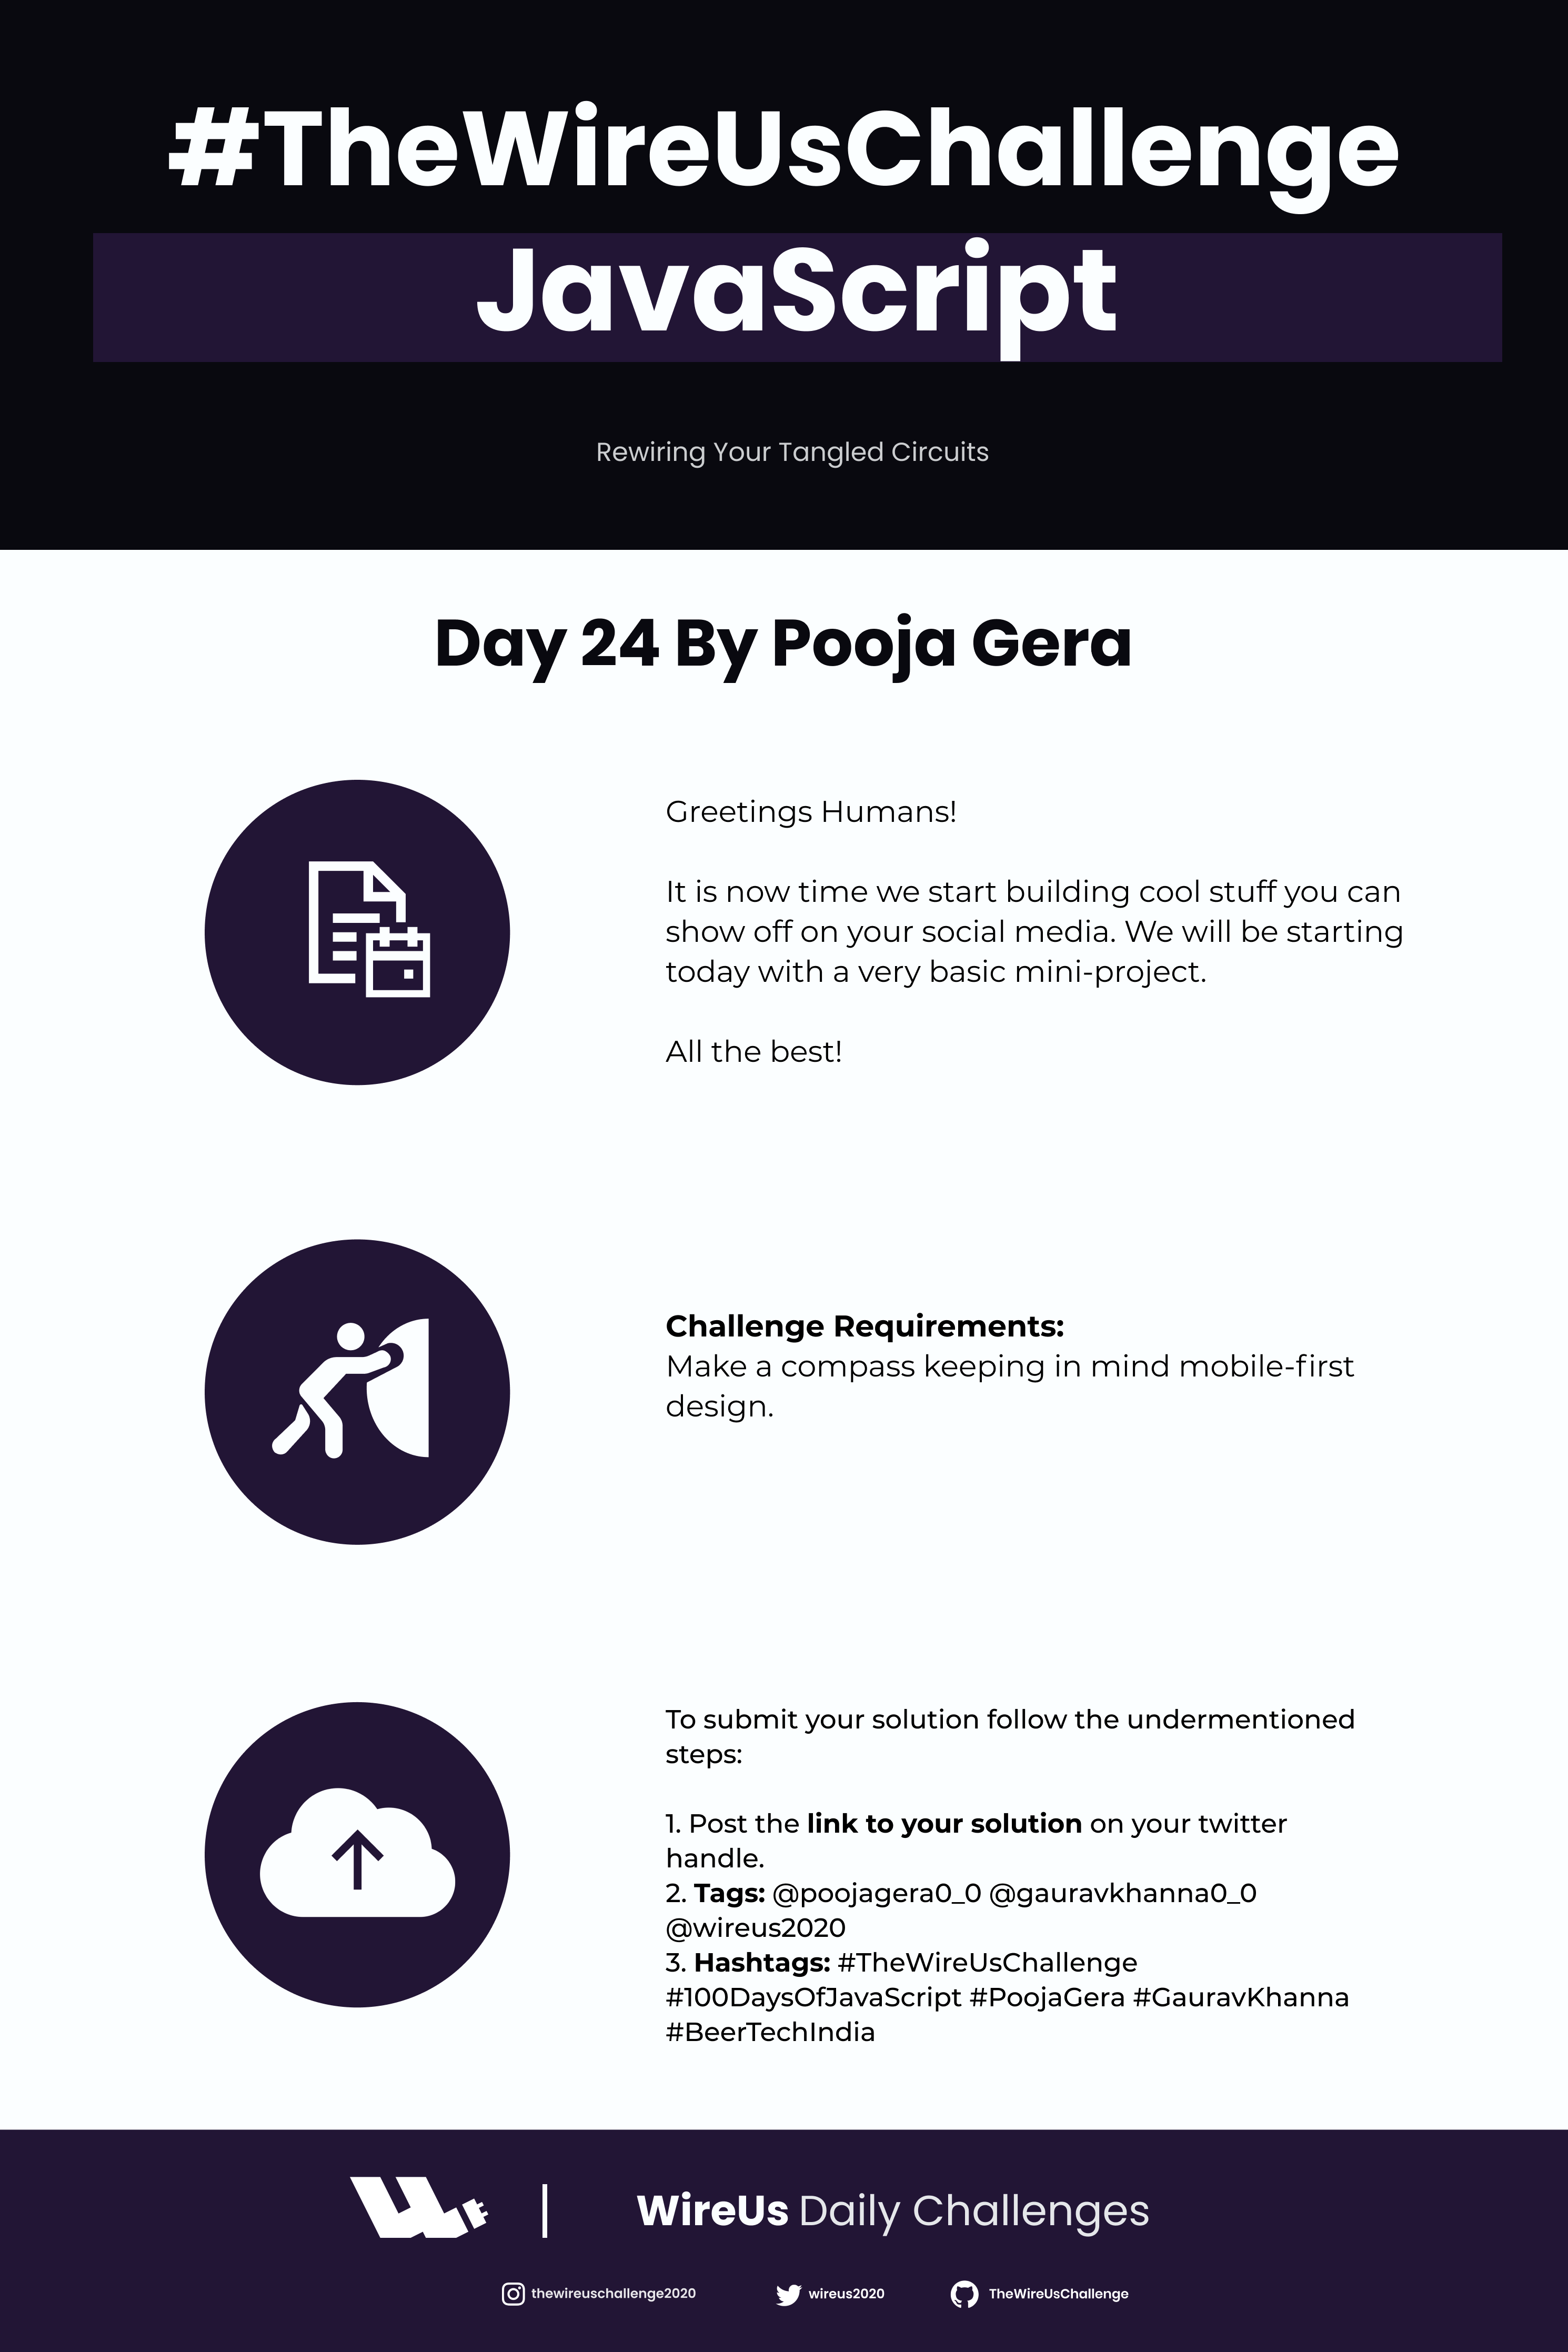 #TheWireUsChallenge
JavaScript
Rewiring Your Tangled Circuits
Day 24 By Pooja Gera
Greetings Humans!
It is now time we start building cool stuff you can
show off on your social media. We will be starting
today with a very basic mini-project.
All the best!
Challenge Requirements:
Make a compass keeping in mind mobile-first
design.
To submit your solution follow the undermentioned
steps:
1. Post the link to your solution on your twitter
handle.
2. Tags: @poojagera0_0 @gauravkhanna0_0
@wireus2020
3. Hashtags: #TheWireUsChallenge
#100DaysOfJavaScript #PoojaGera #GauravKhanna
#BeerTechIndia
WireUs Daily Challenges
thewireuschallenge2020 wireus2020 TheWireUsChallenge